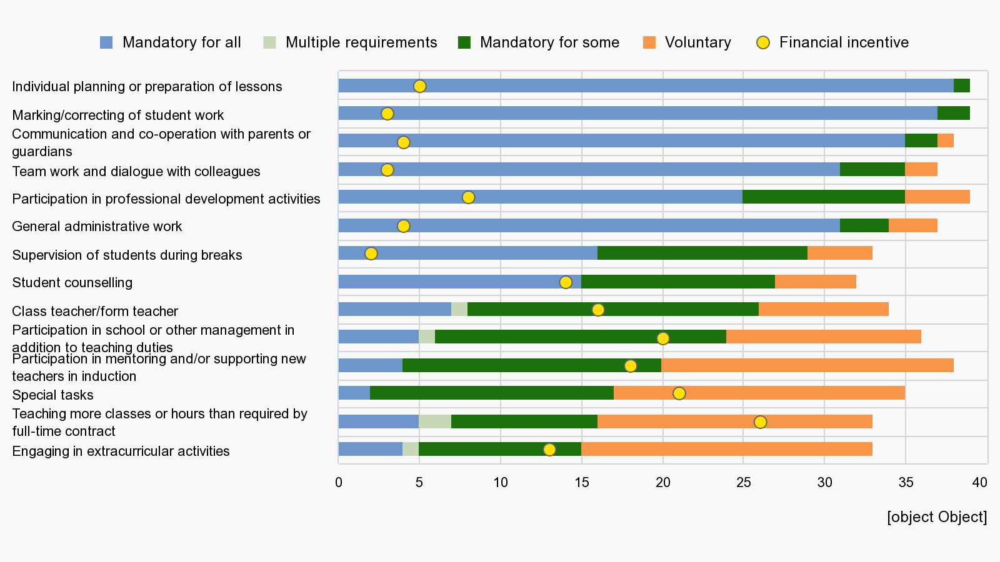 Mandatory for all
Multiple requirements
Mandatory for some
Voluntary
Financial incentive
Individual planning or preparation of lessons
Marking/correcting of student work
Communication and co-operation with parents or
guardians
Team work and dialogue with colleagues
Participation in professional development activities
General administrative work
Supervision of students during breaks
Student counselling
Class teacher/form teacher
Participation in school or other management in
addition to teaching duties
Participation in mentoring and/or supporting new
teachers in induction
Special tasks
Teaching more classes or hours than required by
full-time contract
Engaging in extracurricular activities
0 5 10 15 20 25 30 35 40
[object Object]